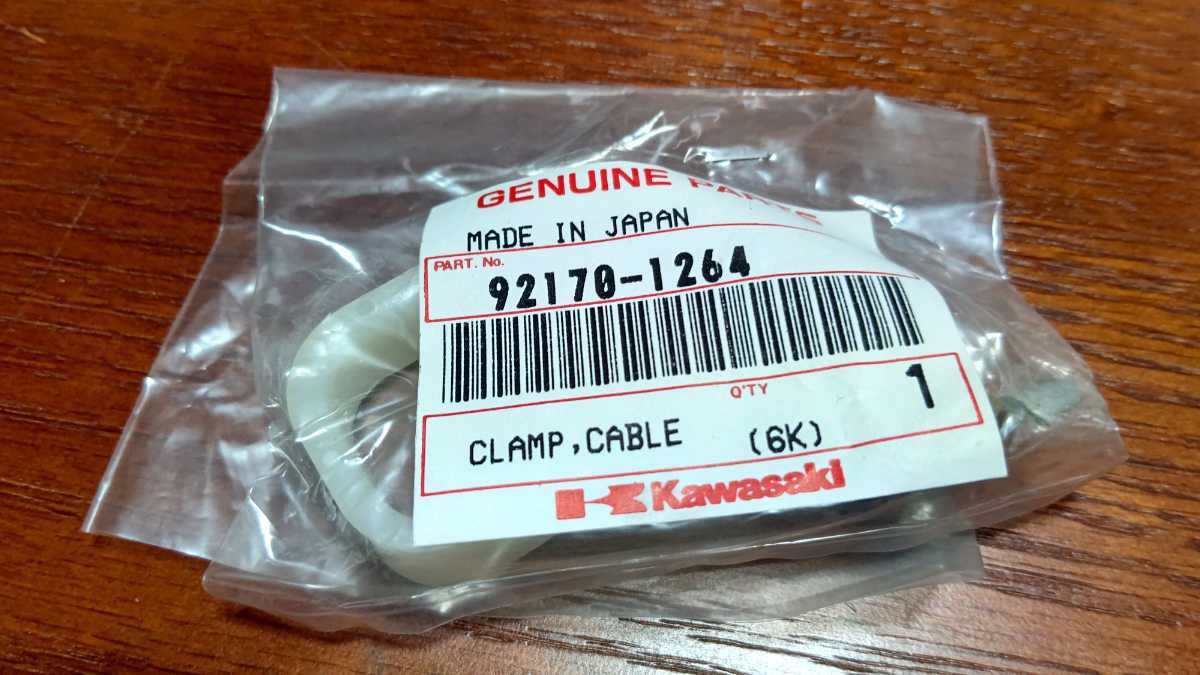 GENUINE PARTS
MADE IN JAPAN
PART. No.
92170-1264
Q'TY
1
CLAMP,CABLE (6K)
Kawasaki